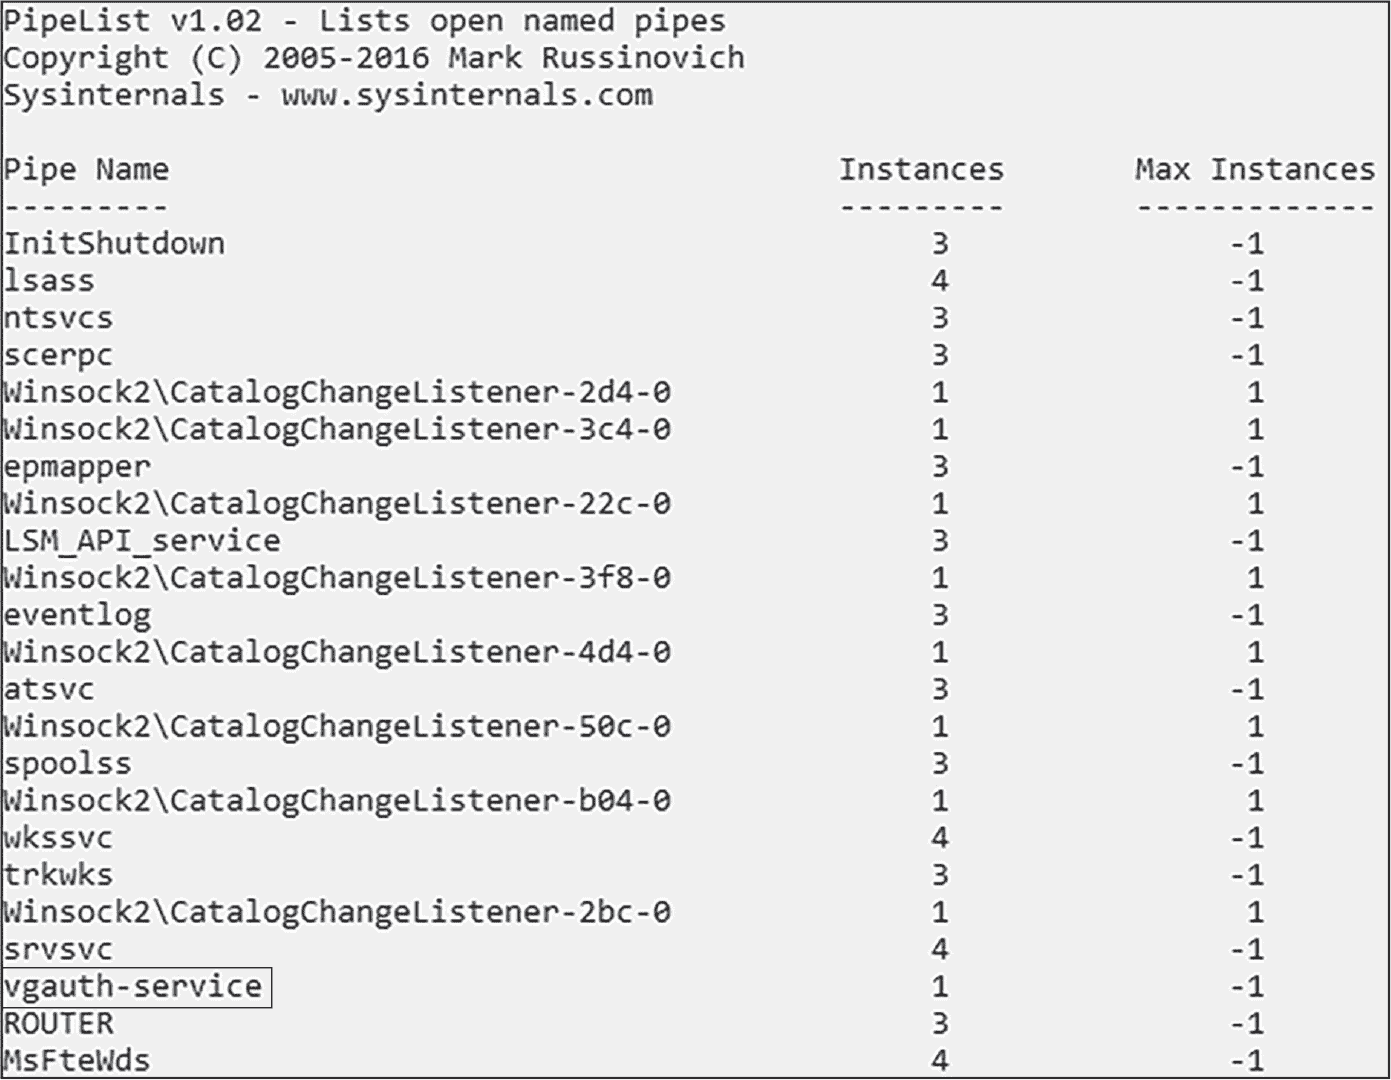 PipeList v1.02 - Lists open named pipes
Copyright (C) 2005-2016 Mark Russinovich
Sysinternals - www.sysinternals.com

Pipe Name Instances Max Instances
--------- --------- -------------
InitShutdown 3 -1
lsass 4 -1
ntsvcs 3 -1
scerpc 3 -1
Winsock2\CatalogChangeListener-2d4-0 1 1
Winsock2\CatalogChangeListener-3c4-0 1 1
epmapper 3 -1
Winsock2\CatalogChangeListener-22c-0 1 1
LSM_API_service 3 -1
Winsock2\CatalogChangeListener-3f8-0 1 1
eventlog 3 -1
Winsock2\CatalogChangeListener-4d4-0 1 1
atsvc 3 -1
Winsock2\CatalogChangeListener-50c-0 1 1
spoolss 3 -1
Winsock2\CatalogChangeListener-b04-0 1 1
wkssvc 4 -1
trkwks 3 -1
Winsock2\CatalogChangeListener-2bc-0 1 1
srvsvc 4 -1
vgauth-service 1 -1
ROUTER 3 -1
MsFteWds 4 -1